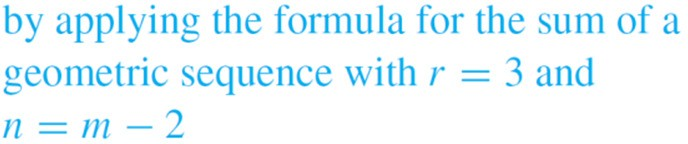 by applying the formula for the sum of a
geometric sequence with r = 3 and
n = m − 2